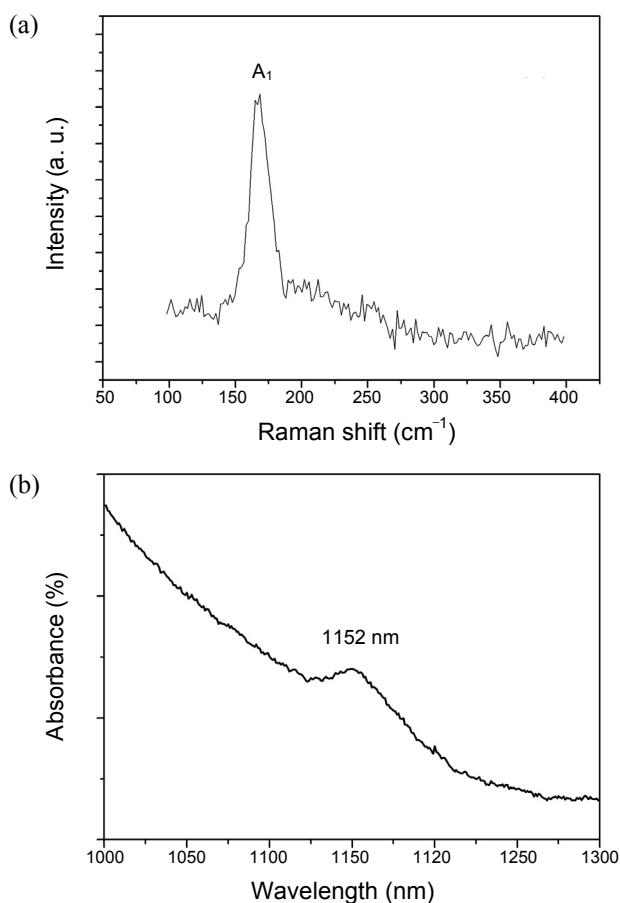 (a)
A₁
Intensity (a. u.)
50 100 150 200 250 300 350 400
Raman shift (cm⁻¹)
(b)
1152 nm
Absorbance (%)
1000 1050 1100 1150 1120 1250 1300
Wavelength (nm)